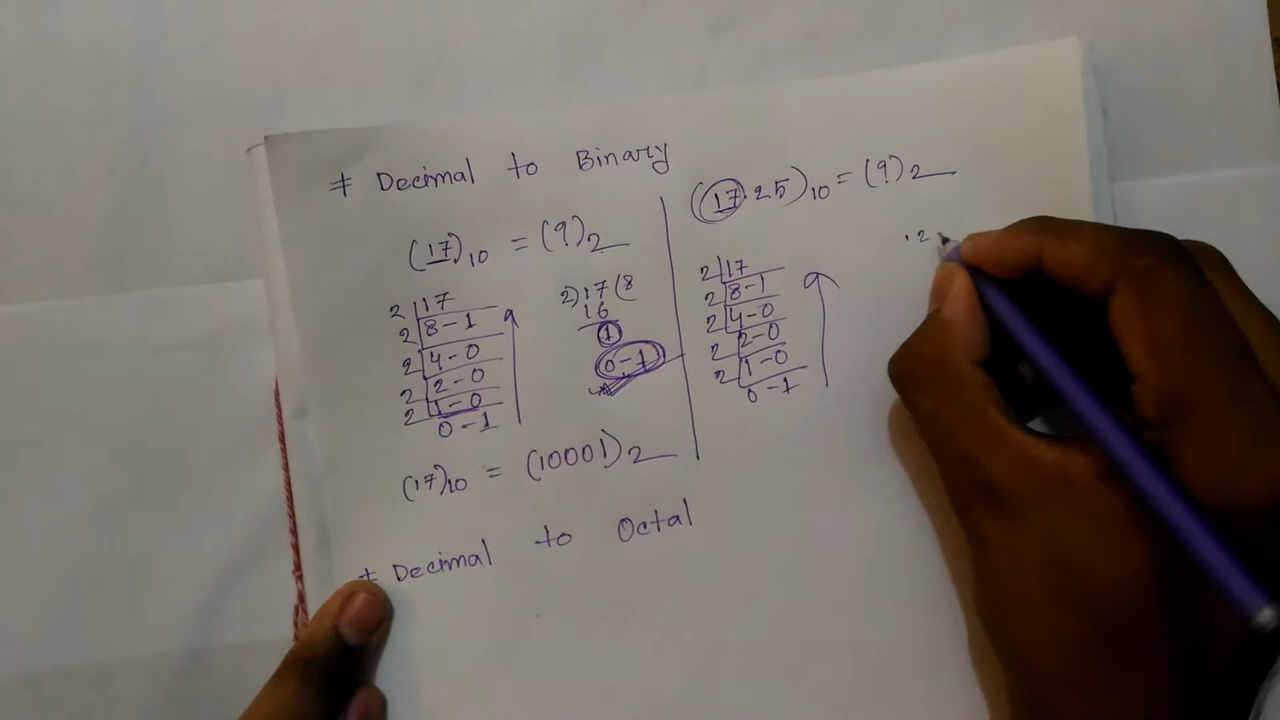 # Decimal to Binary
(17)10 = (?)2
2 | 17
2 | 8 - 1
2 | 4 - 0
2 | 2 - 0
2 | 1 - 0
0 - 1
2) 17 (8
16
1
0 - 1
(17)10 = (10001)2
# Decimal to Octal
(17.25)10 = (?)2
2 | 17
2 | 8 - 1
2 | 4 - 0
2 | 2 - 0
2 | 1 - 0
0 - 1
.2